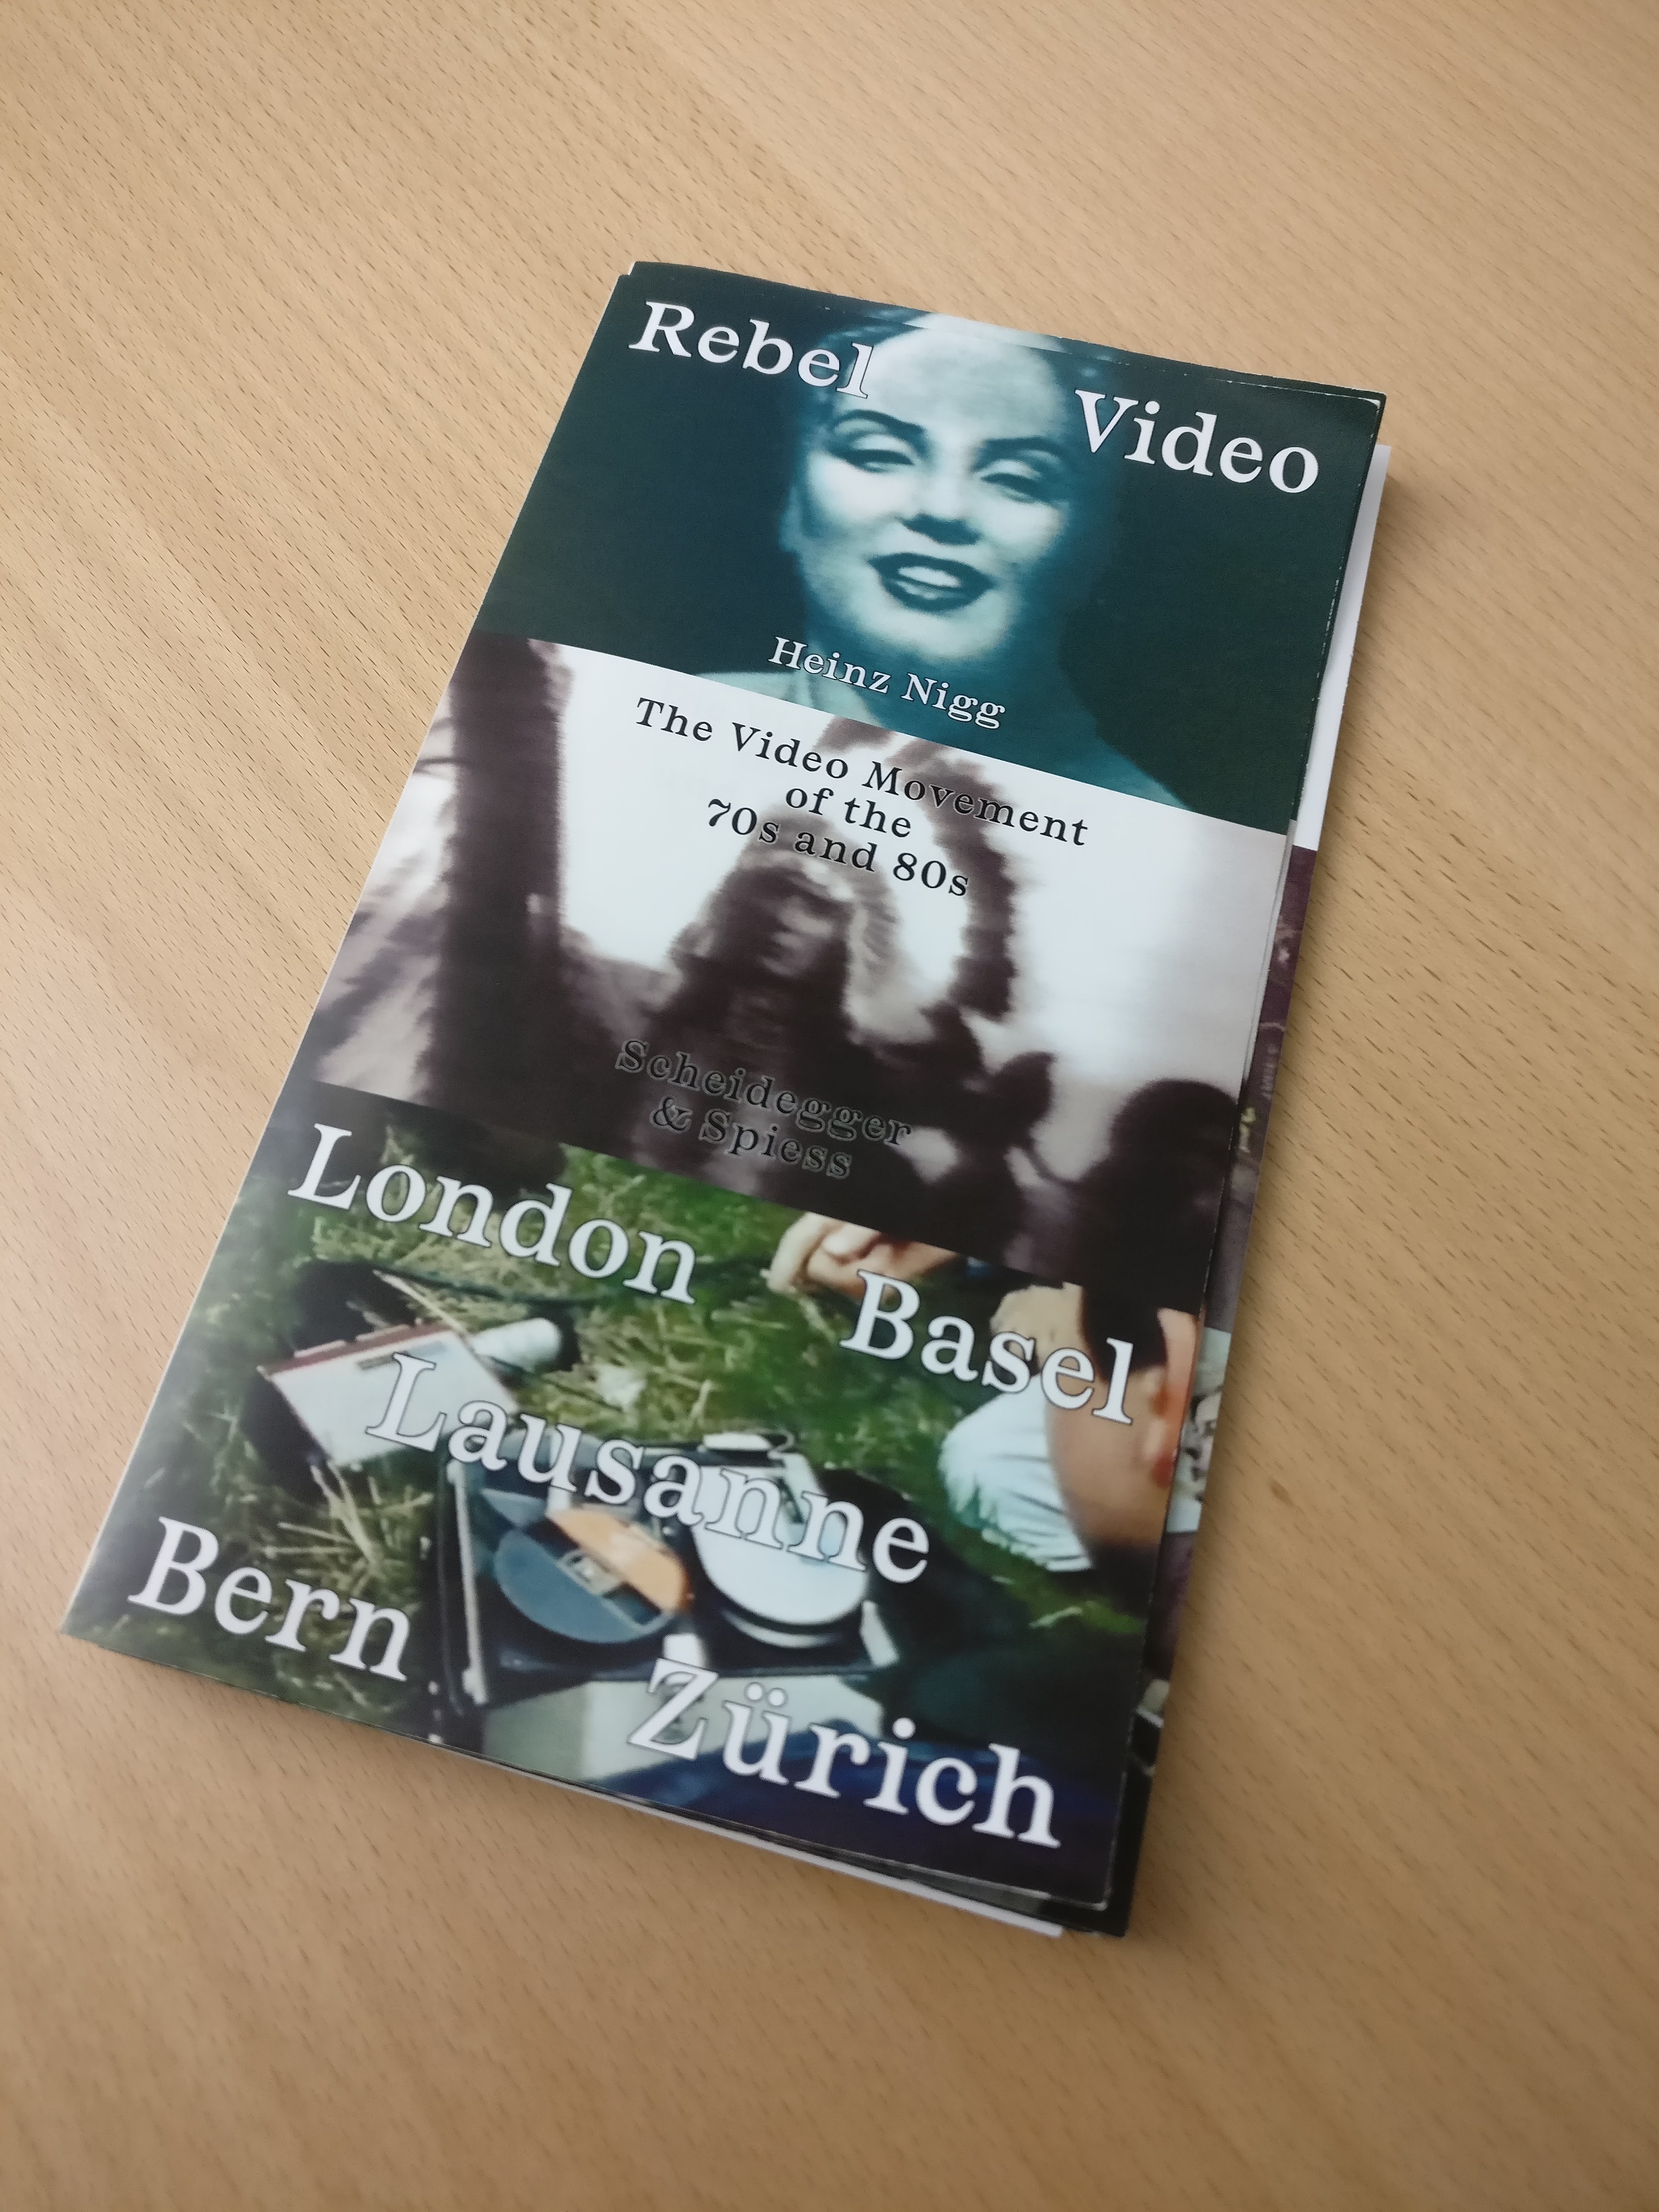 Rebel
Video
Heinz Nigg
The Video Movement
of the
70s and 80s
Scheidegger
& Spiess
London
Basel
Lausanne
Bern
Zürich